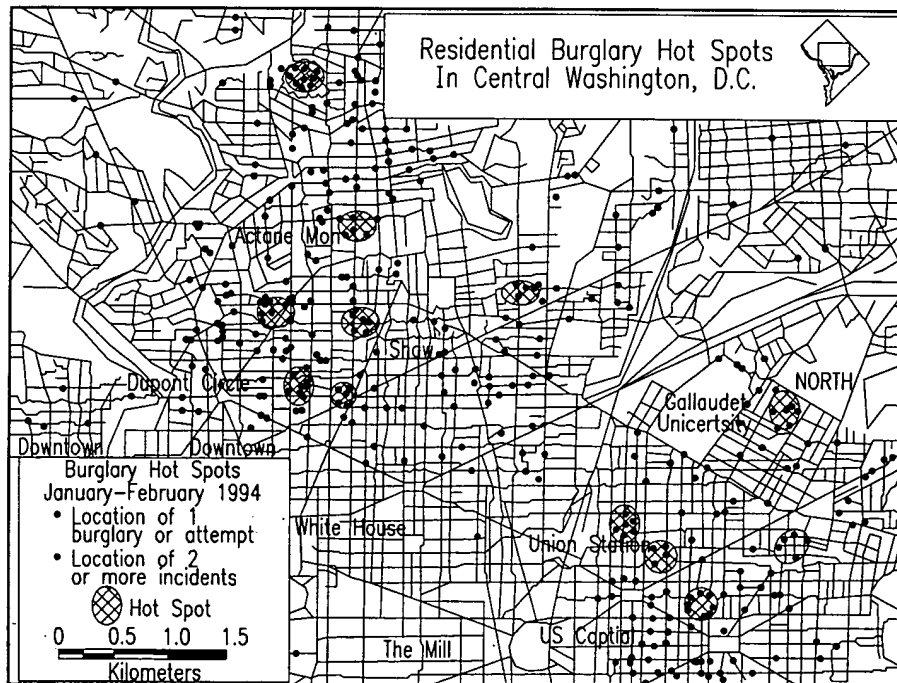 Residential Burglary Hot Spots
In Central Washington, D.C.
Actane Mon
Shaw
Dupont Circle
NORTH
Gallaudet
Unicertsity
Downtown
Downtown
Burglary Hot Spots
January-February 1994
• Location of 1
burglary or attempt
• Location of 2
or more incidents
Hot Spot
0 0.5 1.0 1.5
Kilometers
White House
Union Station
The Mill
US Captial